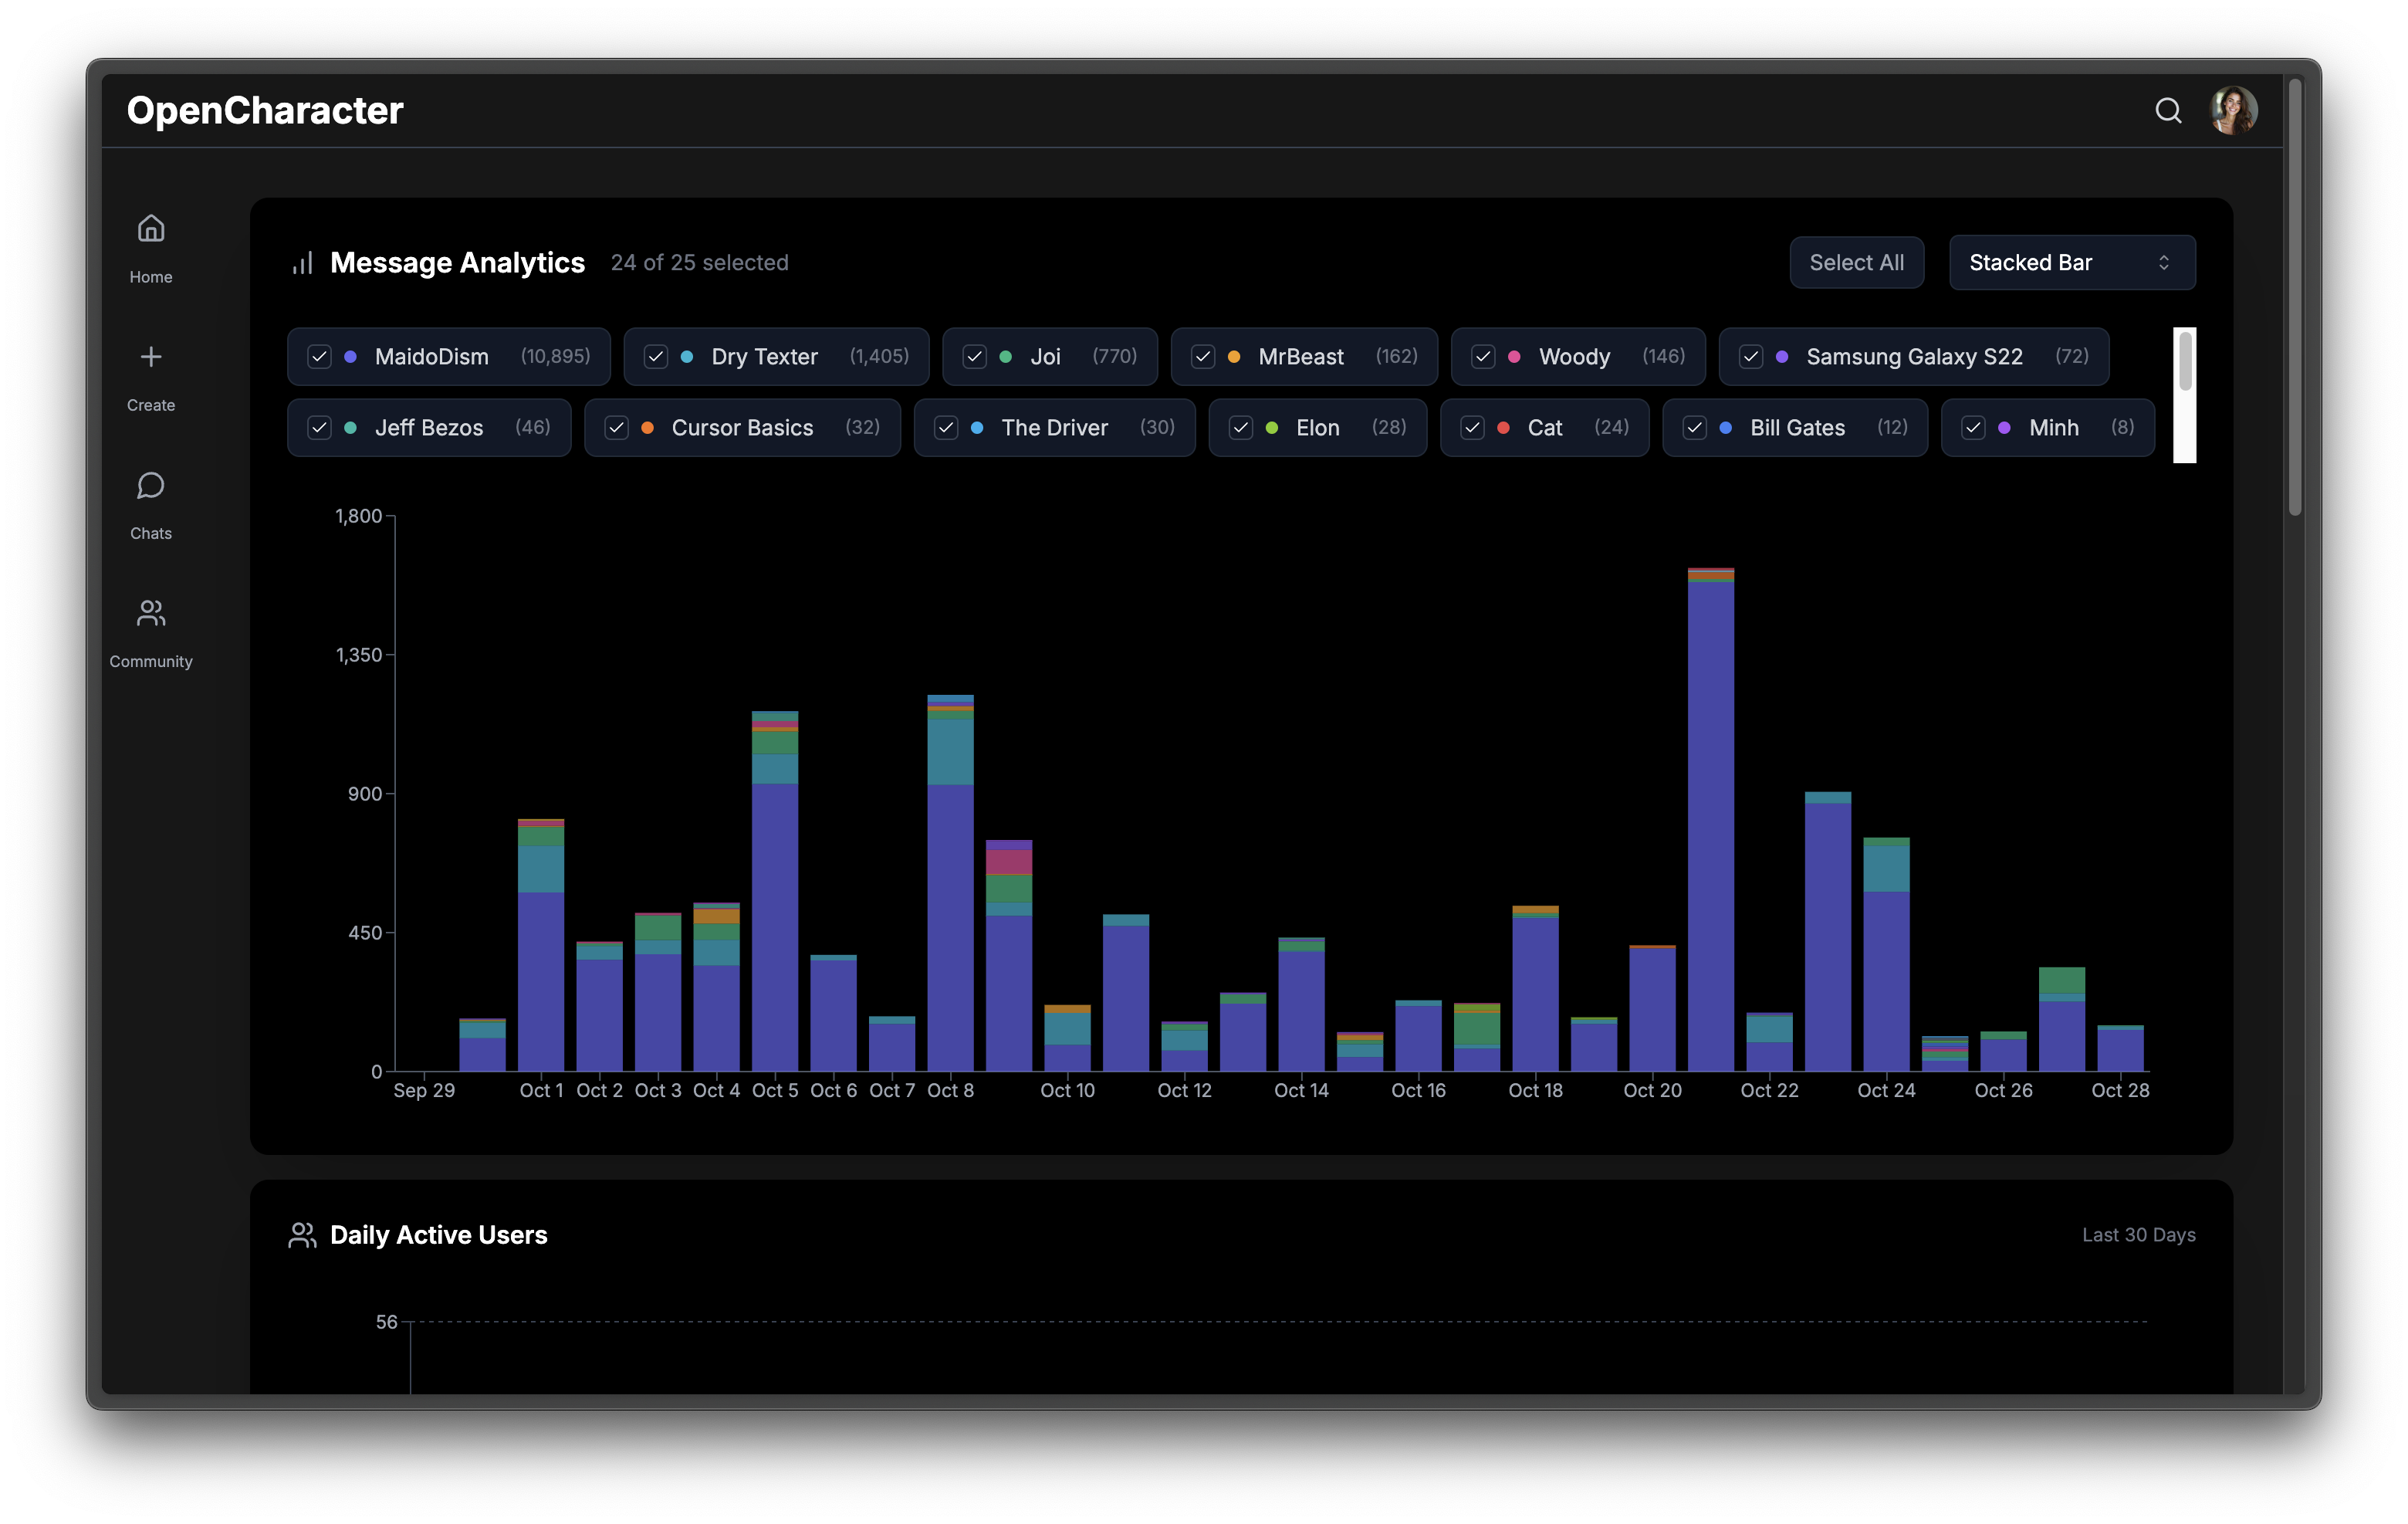 OpenCharacter
Home
Create
Chats
Community
Message Analytics 24 of 25 selected Select All Stacked Bar
MaidoDism (10,895) Dry Texter (1,405) Joi (770) MrBeast (162) Woody (146) Samsung Galaxy S22 (72)
Jeff Bezos (46) Cursor Basics (32) The Driver (30) Elon (28) Cat (24) Bill Gates (12) Minh (8)
1,800
1,350
900
450
0
Sep 29 Oct 1 Oct 2 Oct 3 Oct 4 Oct 5 Oct 6 Oct 7 Oct 8 Oct 10 Oct 12 Oct 14 Oct 16 Oct 18 Oct 20 Oct 22 Oct 24 Oct 26 Oct 28
Daily Active Users Last 30 Days
56